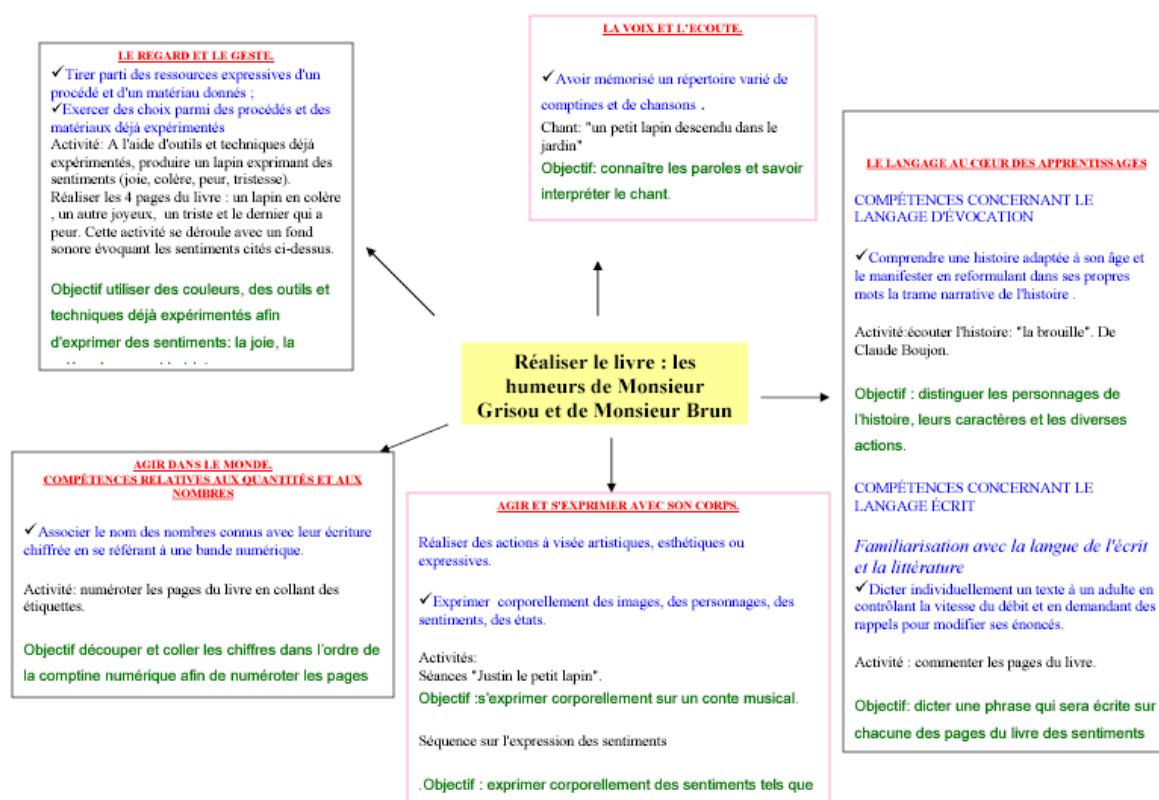 LE REGARD ET LE GESTE.
✓Tirer parti des ressources expressives d'un
procédé et d'un matériau donnés ;
✓Exercer des choix parmi des procédés et des
matériaux déjà expérimentés
Activité: A l'aide d'outils et techniques déjà
expérimentés, produire un lapin exprimant des
sentiments (joie, colère, peur, tristesse).
Réaliser les 4 pages du livre : un lapin en colère
, un autre joyeux, un triste et le dernier qui a
peur. Cette activité se déroule avec un fond
sonore évoquant les sentiments cités ci-dessus.
Objectif utiliser des couleurs, des outils et
techniques déjà expérimentés afin
d'exprimer des sentiments: la joie, la
LA VOIX ET L'ECOUTE.
✓Avoir mémorisé un répertoire varié de
comptines et de chansons .
Chant: "un petit lapin descendu dans le
jardin"
Objectif: connaître les paroles et savoir
interpréter le chant.
LE LANGAGE AU CŒUR DES APPRENTISSAGES
COMPÉTENCES CONCERNANT LE
LANGAGE D'ÉVOCATION
✓Comprendre une histoire adaptée à son âge et
le manifester en reformulant dans ses propres
mots la trame narrative de l'histoire .
Activité:écouter l'histoire: "la brouille". De
Claude Boujon.
Objectif : distinguer les personnages de
l'histoire, leurs caractères et les diverses
actions.
COMPÉTENCES CONCERNANT LE
LANGAGE ÉCRIT
Familiarisation avec la langue de l'écrit
et la littérature
✓Dicter individuellement un texte à un adulte en
contrôlant la vitesse du débit et en demandant des
rappels pour modifier ses énoncés.
Activité : commenter les pages du livre.
Objectif: dicter une phrase qui sera écrite sur
chacune des pages du livre des sentiments
Réaliser le livre : les
humeurs de Monsieur
Grisou et de Monsieur Brun
AGIR DANS LE MONDE.
COMPÉTENCES RELATIVES AUX QUANTITÉS ET AUX
NOMBRES
✓Associer le nom des nombres connus avec leur écriture
chiffrée en se référant à une bande numérique.
Activité: numéroter les pages du livre en collant des
étiquettes.
Objectif découper et coller les chiffres dans l'ordre de
la comptine numérique afin de numéroter les pages
AGIR ET S'EXPRIMER AVEC SON CORPS.
Réaliser des actions à visée artistiques, esthétiques ou
expressives.
✓Exprimer corporellement des images, des personnages, des
sentiments, des états.
Activités:
Séances "Justin le petit lapin".
Objectif :s'exprimer corporellement sur un conte musical.
Séquence sur l'expression des sentiments
.Objectif : exprimer corporellement des sentiments tels que